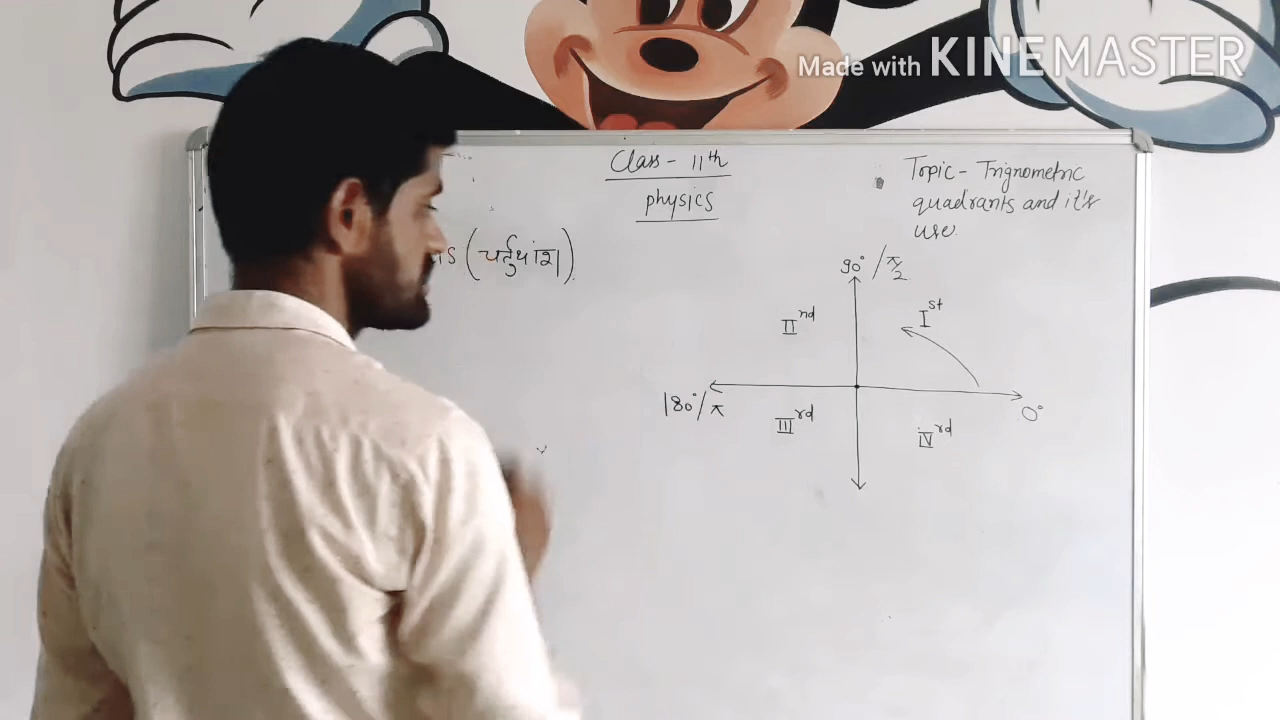 Made with KINEMASTER
Class - 11th
physics
Topic - Trignometric
quadrants and it's
use.
(चर्तुथांश)
90° / π/2
IInd
Ist
180° / π
0°
IIIrd
IVrd